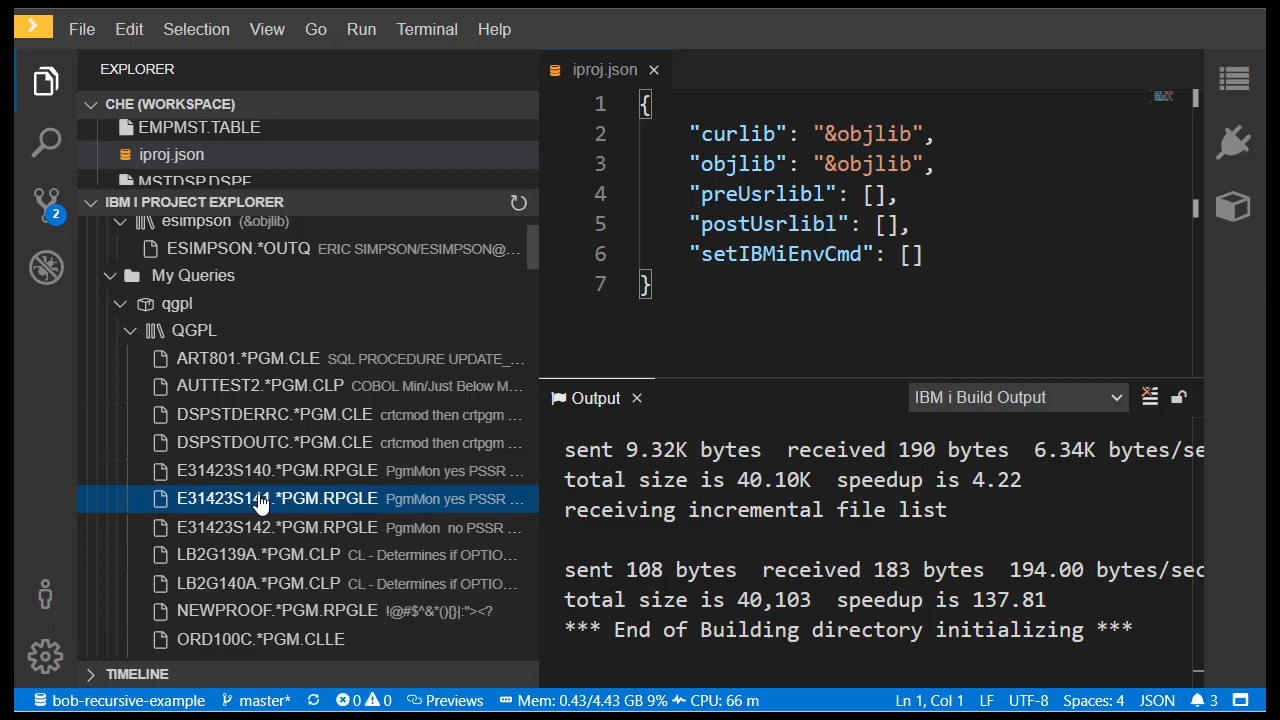 File Edit Selection View Go Run Terminal Help
EXPLORER
CHE (WORKSPACE)
EMPMST.TABLE
iproj.json
MSTDSP.DSPF
IBM I PROJECT EXPLORER
esimpson (&objlib)
ESIMPSON.*OUTQ ERIC SIMPSON/ESIMPSON@...
My Queries
qgpl
QGPL
ART801.*PGM.CLE SQL PROCEDURE UPDATE_...
AUTTEST2.*PGM.CLP COBOL Min/Just Below M...
DSPSTDERRC.*PGM.CLE crtcmod then crtpgm ...
DSPSTDOUTC.*PGM.CLE crtcmod then crtpgm ...
E31423S140.*PGM.RPGLE PgmMon yes PSSR ...
E31423S141.*PGM.RPGLE PgmMon yes PSSR ...
E31423S142.*PGM.RPGLE PgmMon no PSSR ...
LB2G139A.*PGM.CLP CL - Determines if OPTIO...
LB2G140A.*PGM.CLP CL - Determines if OPTIO...
NEWPROOF.*PGM.RPGLE !@#$^&*(){}|:"><?
ORD100C.*PGM.CLLE
TIMELINE
2
iproj.json
1 {
2 "curlib": "&objlib",
3 "objlib": "&objlib",
4 "preUsrlibl": [],
5 "postUsrlibl": [],
6 "setIBMiEnvCmd": []
7 }
Output
IBM i Build Output
sent 9.32K bytes received 190 bytes 6.34K bytes/se
total size is 40.10K speedup is 4.22
receiving incremental file list
sent 108 bytes received 183 bytes 194.00 bytes/sec
total size is 40,103 speedup is 137.81
*** End of Building directory initializing ***
bob-recursive-example master* 0 0 Previews Mem: 0.43/4.43 GB 9% CPU: 66 m Ln 1, Col 1 LF UTF-8 Spaces: 4 JSON 3